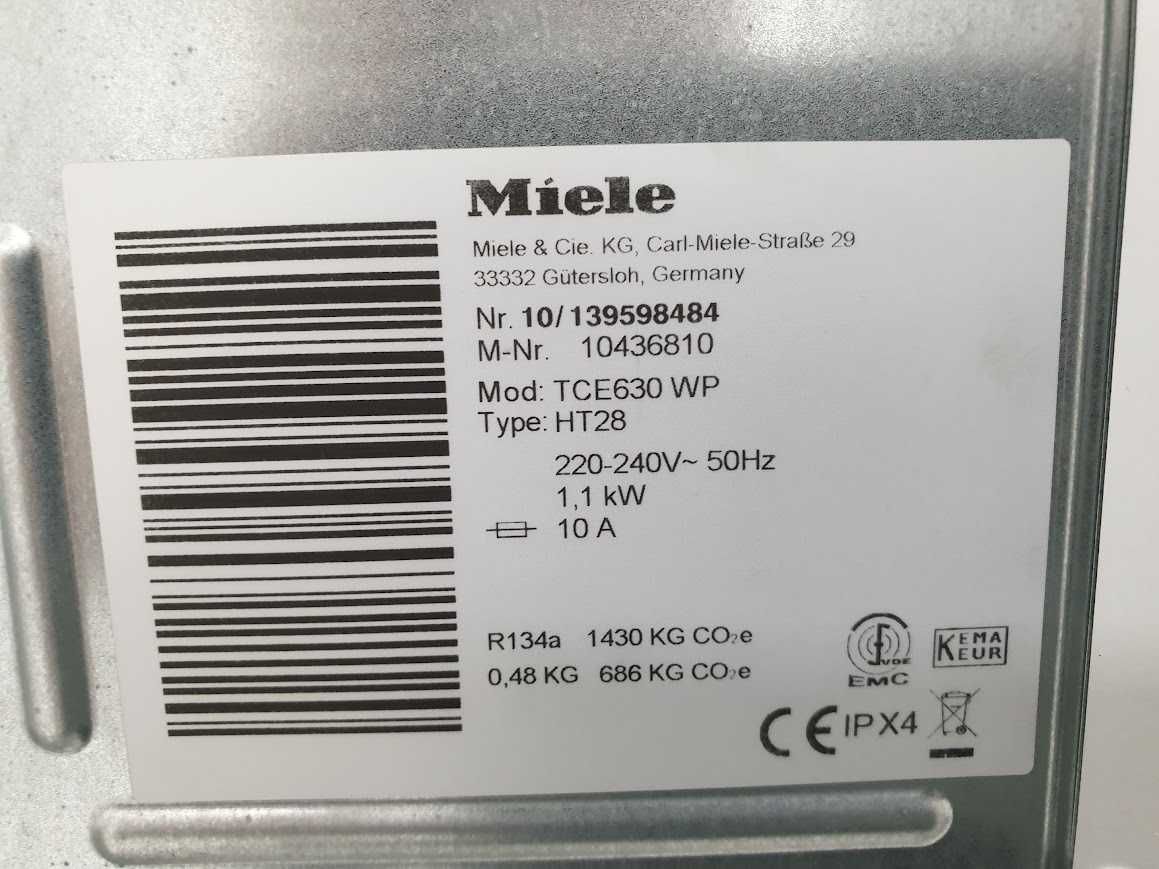 Miele
Miele & Cie. KG, Carl-Miele-Straße 29
33332 Gütersloh, Germany
Nr. 10/139598484
M-Nr. 10436810
Mod: TCE630 WP
Type: HT28
220-240V~ 50Hz
1,1 kW
10 A
R134a 1430 KG CO₂e
0,48 KG 686 KG CO₂e
VDE
EMC
KEMA
KEUR
CE IPX4